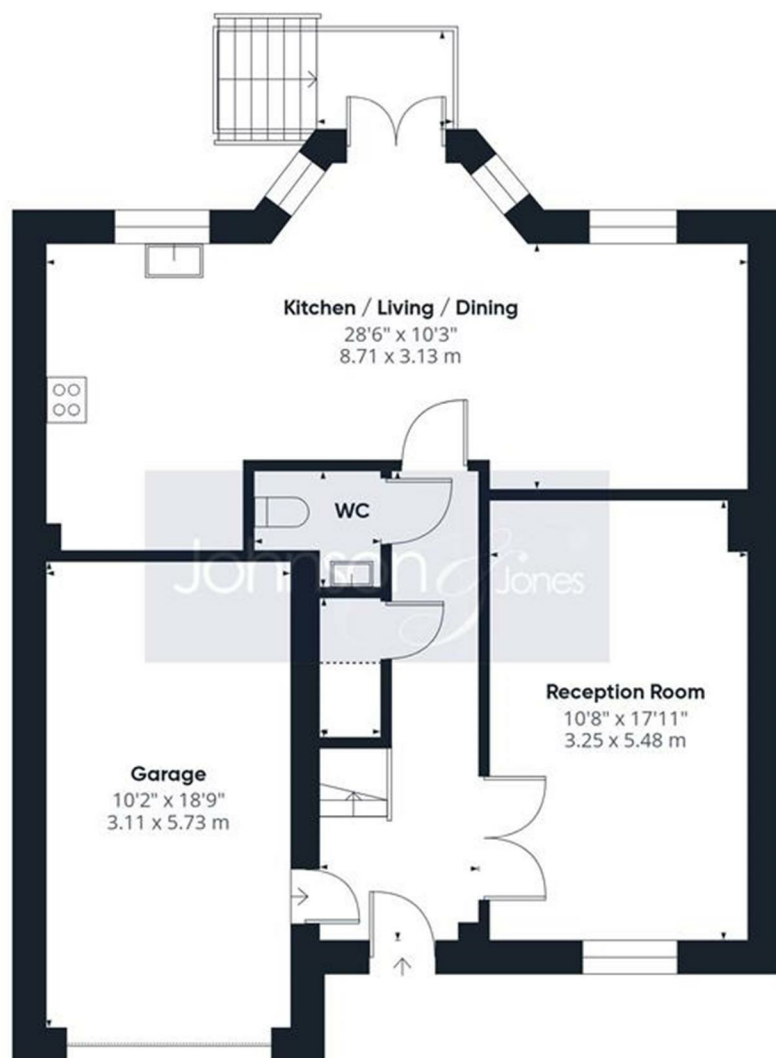 Kitchen / Living / Dining
28'6" x 10'3"
8.71 x 3.13 m
WC
Johnson & Jones
Reception Room
10'8" x 17'11"
3.25 x 5.48 m
Garage
10'2" x 18'9"
3.11 x 5.73 m